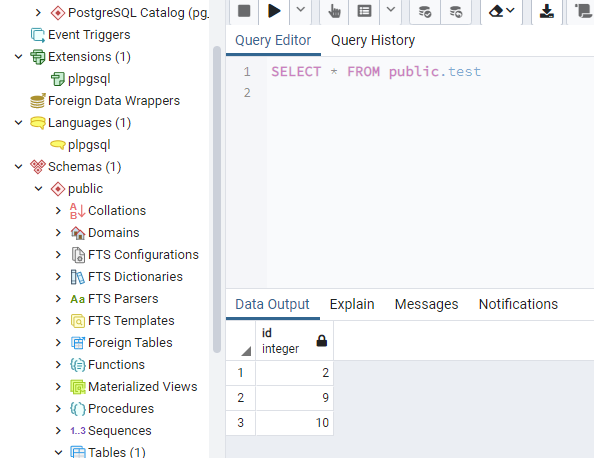 PostgreSQL Catalog (pg_
Event Triggers
Extensions (1)
plpgsql
Foreign Data Wrappers
Languages (1)
plpgsql
Schemas (1)
public
Collations
Domains
FTS Configurations
FTS Dictionaries
Aa FTS Parsers
FTS Templates
Foreign Tables
Functions
Materialized Views
Procedures
1..3 Sequences
Tables (1)
Query Editor Query History
1 SELECT * FROM public.test
2
Data Output Explain Messages Notifications
id
integer
1 2
2 9
3 10